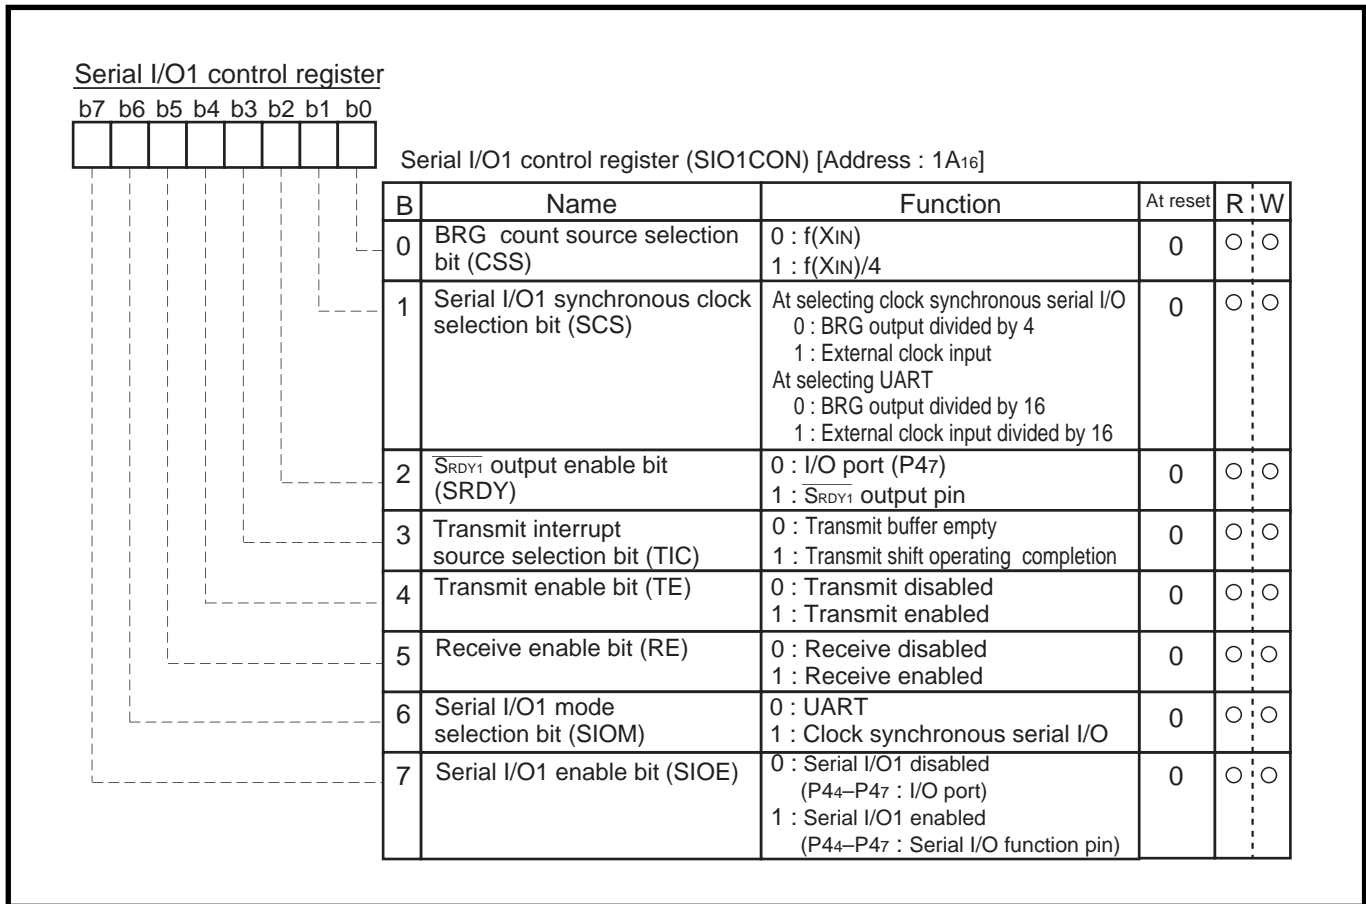 Serial I/O1 control register
b7 b6 b5 b4 b3 b2 b1 b0
Serial I/O1 control register (SIO1CON) [Address : 1A16]
B Name Function At reset R W
0 BRG count source selection bit (CSS) 0 : f(XIN) 0 ○ ○
1 : f(XIN)/4
1 Serial I/O1 synchronous clock selection bit (SCS) At selecting clock synchronous serial I/O 0 ○ ○
0 : BRG output divided by 4
1 : External clock input
At selecting UART
0 : BRG output divided by 16
1 : External clock input divided by 16
2 SRDY1 output enable bit (SRDY) 0 : I/O port (P47) 0 ○ ○
1 : SRDY1 output pin
3 Transmit interrupt source selection bit (TIC) 0 : Transmit buffer empty 0 ○ ○
1 : Transmit shift operating completion
4 Transmit enable bit (TE) 0 : Transmit disabled 0 ○ ○
1 : Transmit enabled
5 Receive enable bit (RE) 0 : Receive disabled 0 ○ ○
1 : Receive enabled
6 Serial I/O1 mode selection bit (SIOM) 0 : UART 0 ○ ○
1 : Clock synchronous serial I/O
7 Serial I/O1 enable bit (SIOE) 0 : Serial I/O1 disabled 0 ○ ○
(P44–P47 : I/O port)
1 : Serial I/O1 enabled
(P44–P47 : Serial I/O function pin)